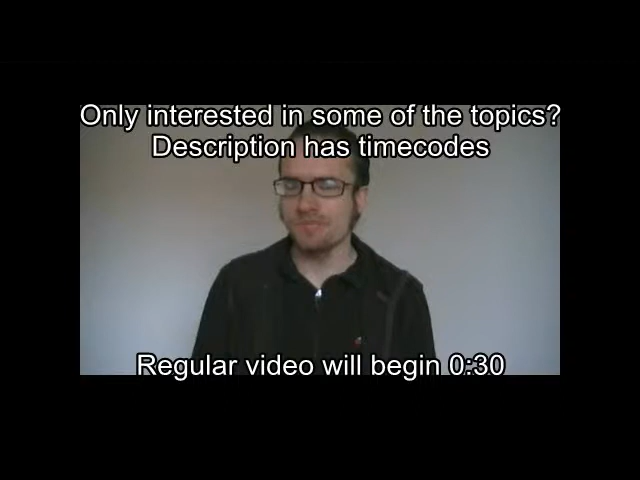 Only interested in some of the topics?
Description has timecodes
Regular video will begin 0:30